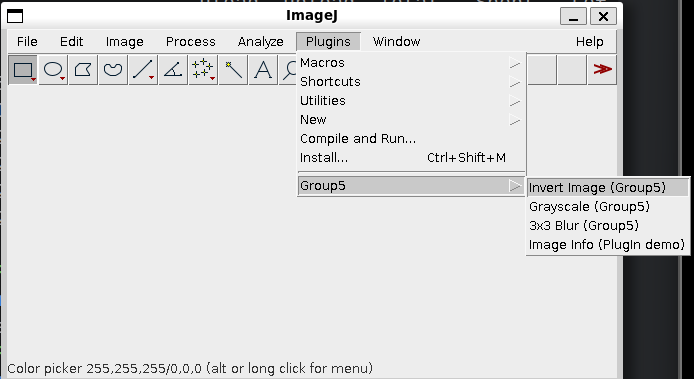 ImageJ
File Edit Image Process Analyze Plugins Window Help
Macros
Shortcuts
Utilities
New
Compile and Run...
Install... Ctrl+Shift+M
Group5
Invert Image (Group5)
Grayscale (Group5)
3x3 Blur (Group5)
Image Info (PlugIn demo)
Color picker 255,255,255/0,0,0 (alt or long click for menu)